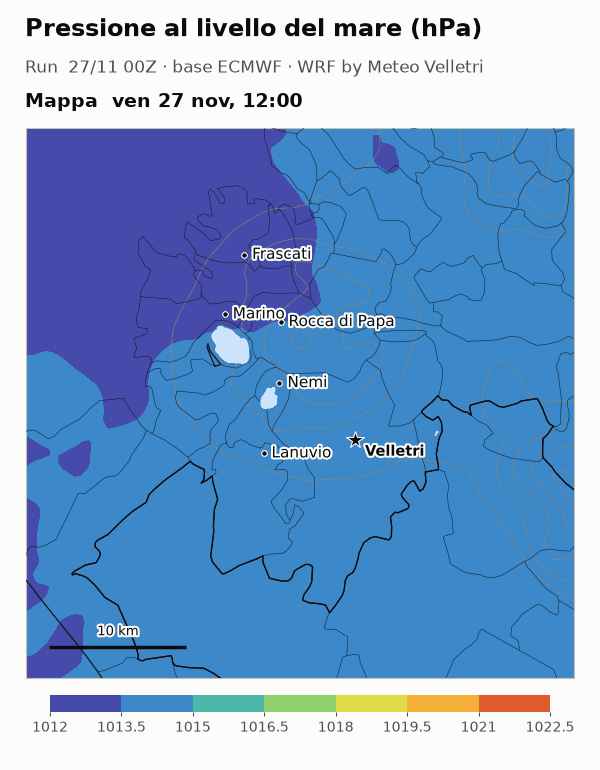 Pressione al livello del mare (hPa)
Run  27/11 00Z · base ECMWF · WRF by Meteo Velletri
Mappa  ven 27 nov, 12:00
Frascati
Marino
Rocca di Papa
Nemi
Velletri
Lanuvio
10 km
1012 1013.5 1015 1016.5 1018 1019.5 1021 1022.5